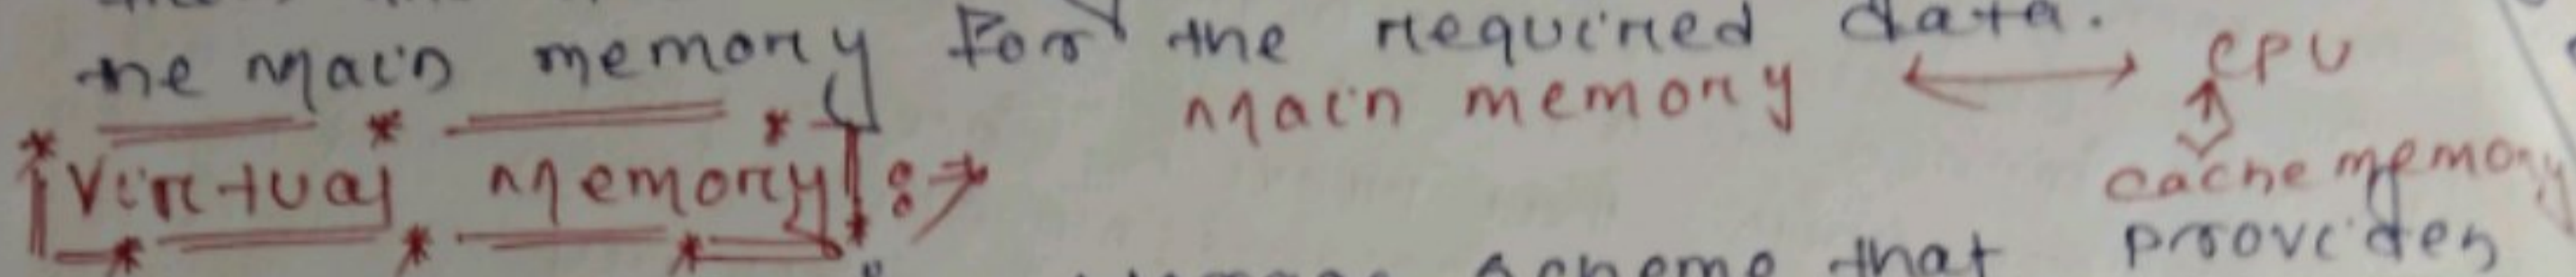 the main memory for the required data.
main memory ↔ CPU
↕
cache memory
Virtual Memory :→
scheme that provides